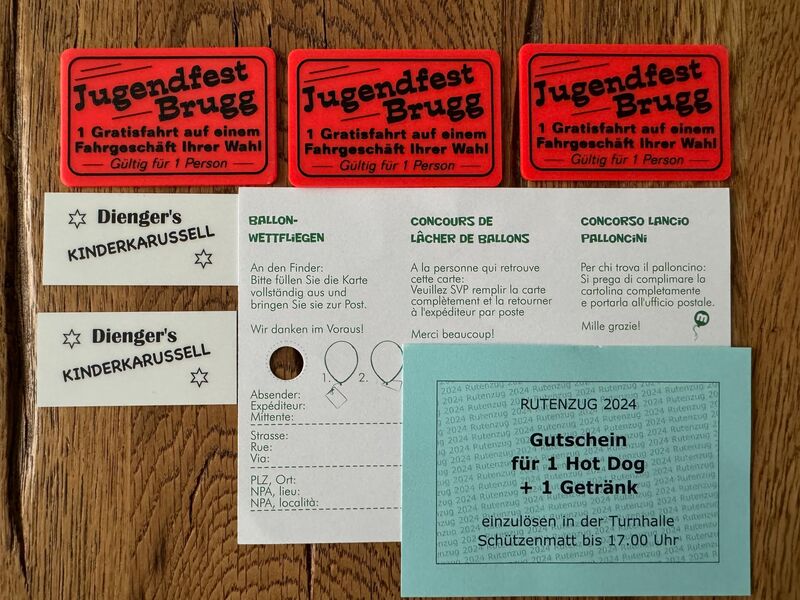 Jugendfest
Brugg
1 Gratisfahrt auf einem
Fahrgeschäft Ihrer Wahl
Gültig für 1 Person
Jugendfest
Brugg
1 Gratisfahrt auf einem
Fahrgeschäft Ihrer Wahl
Gültig für 1 Person
Jugendfest
Brugg
1 Gratisfahrt auf einem
Fahrgeschäft Ihrer Wahl
Gültig für 1 Person
Dienger's
KINDERKARUSSELL
Dienger's
KINDERKARUSSELL
BALLON-
WETTFLIEGEN
An den Finder:
Bitte füllen Sie die Karte
vollständig aus und
bringen Sie sie zur Post.
Wir danken im Voraus!
CONCOURS DE
LÂCHER DE BALLONS
A la personne qui retrouve
cette carte:
Veuillez SVP remplir la carte
complètement et la retourner
à l'expéditeur par poste
Merci beaucoup!
CONCORSO LANCIO
PALLONCINI
Per chi trova il palloncino:
Si prega di complimare la
cartolina completamente
e portarla all'ufficio postale.
Mille grazie!
m
1. 2.
Absender:
Expéditeur:
Mittente:
Strasse:
Rue:
Via:
PLZ, Ort:
NPA, lieu:
NPA, località:
RUTENZUG 2024
Gutschein
für 1 Hot Dog
+ 1 Getränk
einzulösen in der Turnhalle
Schützenmatt bis 17.00 Uhr